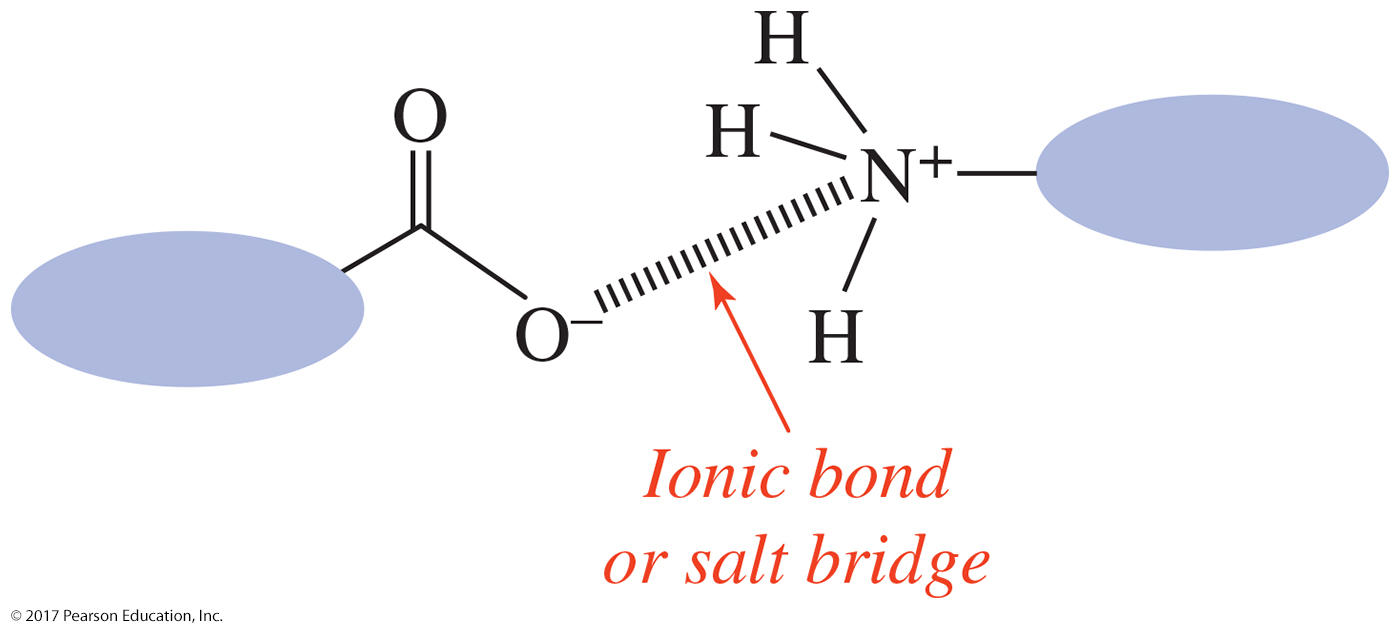 H
O
H
N+
O–
H
Ionic bond
or salt bridge
© 2017 Pearson Education, Inc.